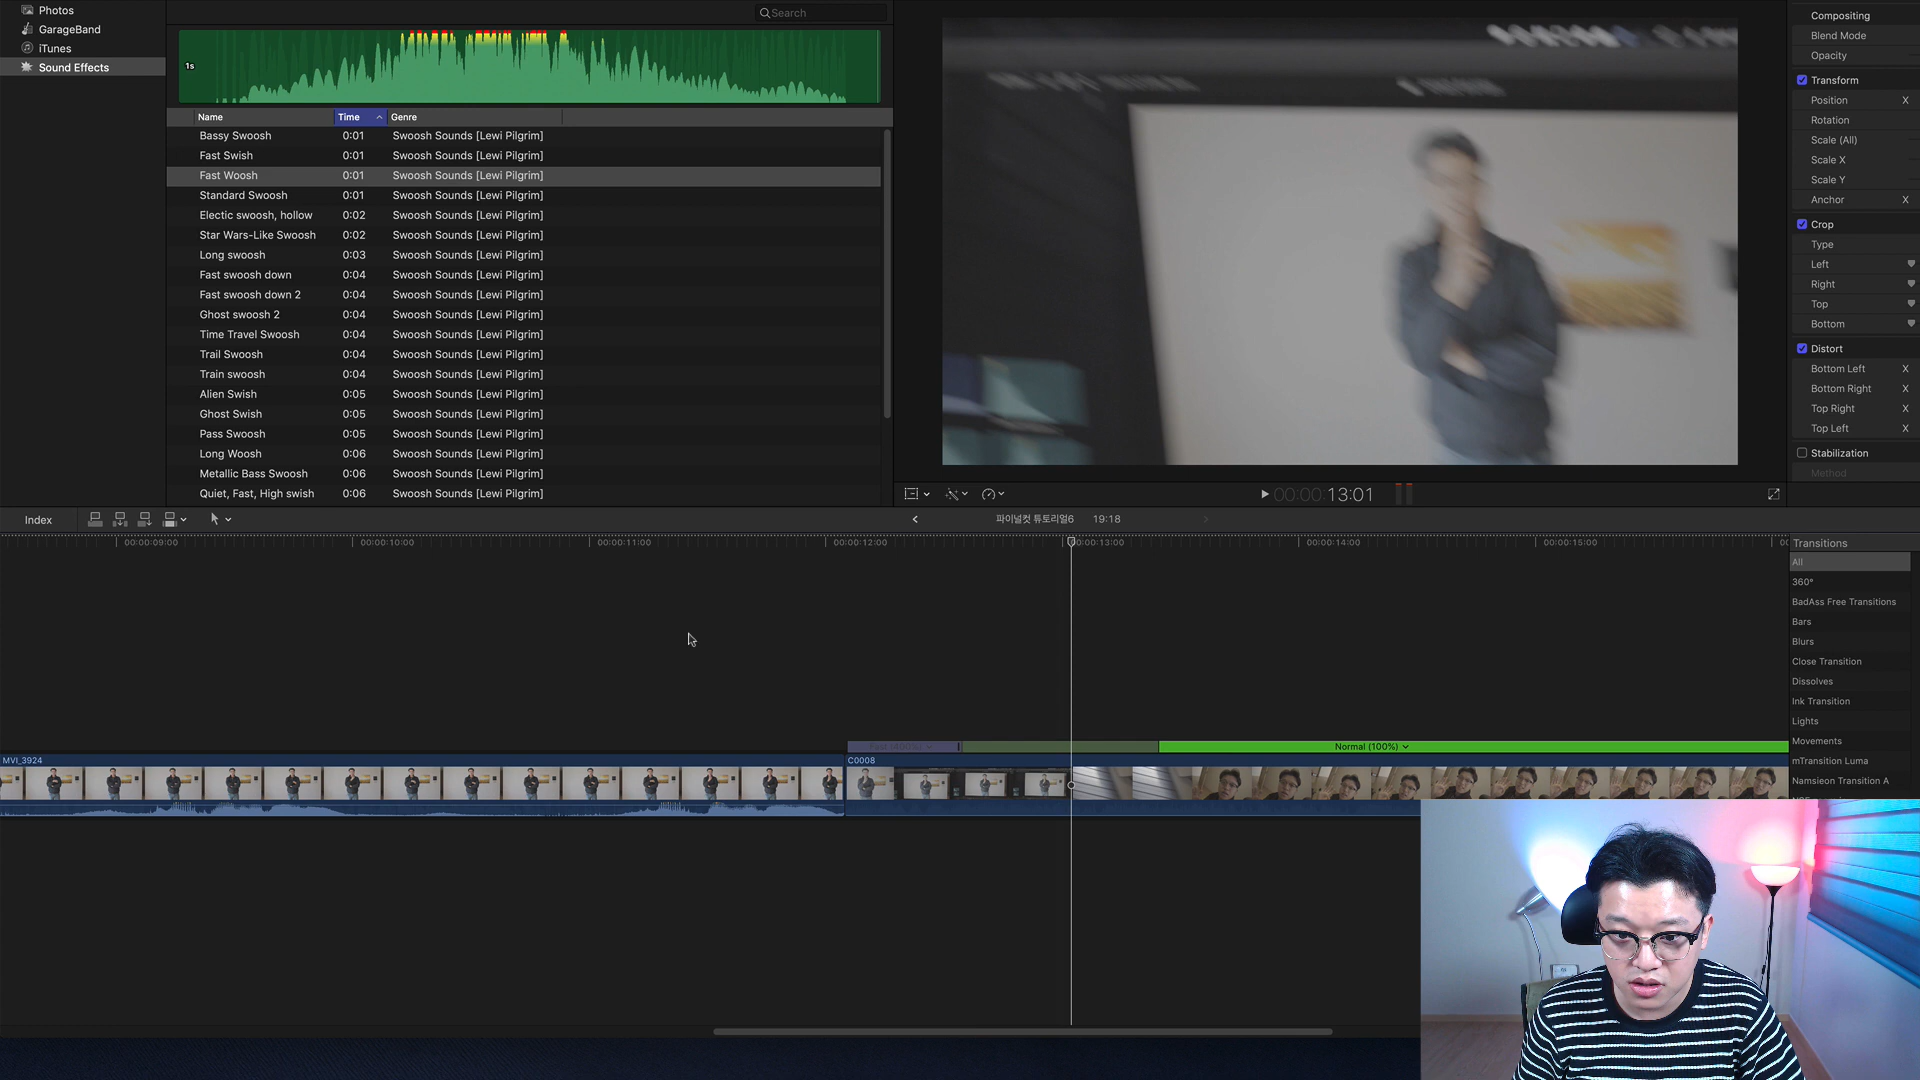 Photos
GarageBand
iTunes
Sound Effects
Search
1s
Name Time Genre
Bassy Swoosh 0:01 Swoosh Sounds [Lewi Pilgrim]
Fast Swish 0:01 Swoosh Sounds [Lewi Pilgrim]
Fast Woosh 0:01 Swoosh Sounds [Lewi Pilgrim]
Standard Swoosh 0:01 Swoosh Sounds [Lewi Pilgrim]
Electic swoosh, hollow 0:02 Swoosh Sounds [Lewi Pilgrim]
Star Wars-Like Swoosh 0:02 Swoosh Sounds [Lewi Pilgrim]
Long swoosh 0:03 Swoosh Sounds [Lewi Pilgrim]
Fast swoosh down 0:04 Swoosh Sounds [Lewi Pilgrim]
Fast swoosh down 2 0:04 Swoosh Sounds [Lewi Pilgrim]
Ghost swoosh 2 0:04 Swoosh Sounds [Lewi Pilgrim]
Time Travel Swoosh 0:04 Swoosh Sounds [Lewi Pilgrim]
Trail Swoosh 0:04 Swoosh Sounds [Lewi Pilgrim]
Train swoosh 0:04 Swoosh Sounds [Lewi Pilgrim]
Alien Swish 0:05 Swoosh Sounds [Lewi Pilgrim]
Ghost Swish 0:05 Swoosh Sounds [Lewi Pilgrim]
Pass Swoosh 0:05 Swoosh Sounds [Lewi Pilgrim]
Long Woosh 0:06 Swoosh Sounds [Lewi Pilgrim]
Metallic Bass Swoosh 0:06 Swoosh Sounds [Lewi Pilgrim]
Quiet, Fast, High swish 0:06 Swoosh Sounds [Lewi Pilgrim]
00:00:13:01
Compositing
Blend Mode
Opacity
Transform
Position X
Rotation
Scale (All)
Scale X
Scale Y
Anchor X
Crop
Type
Left
Right
Top
Bottom
Distort
Bottom Left X
Bottom Right X
Top Right X
Top Left X
Stabilization
Method
Index
파이널컷 튜토리얼6 19:18
00:00:09:00 00:00:10:00 00:00:11:00 00:00:12:00 00:00:13:00 00:00:14:00 00:00:15:00
Fast (400%) Normal (100%)
MVI_3924 C0008
Transitions
All
360°
BadAss Free Transitions
Bars
Blurs
Close Transition
Dissolves
Ink Transition
Lights
Movements
mTransition Luma
Namsieon Transition A